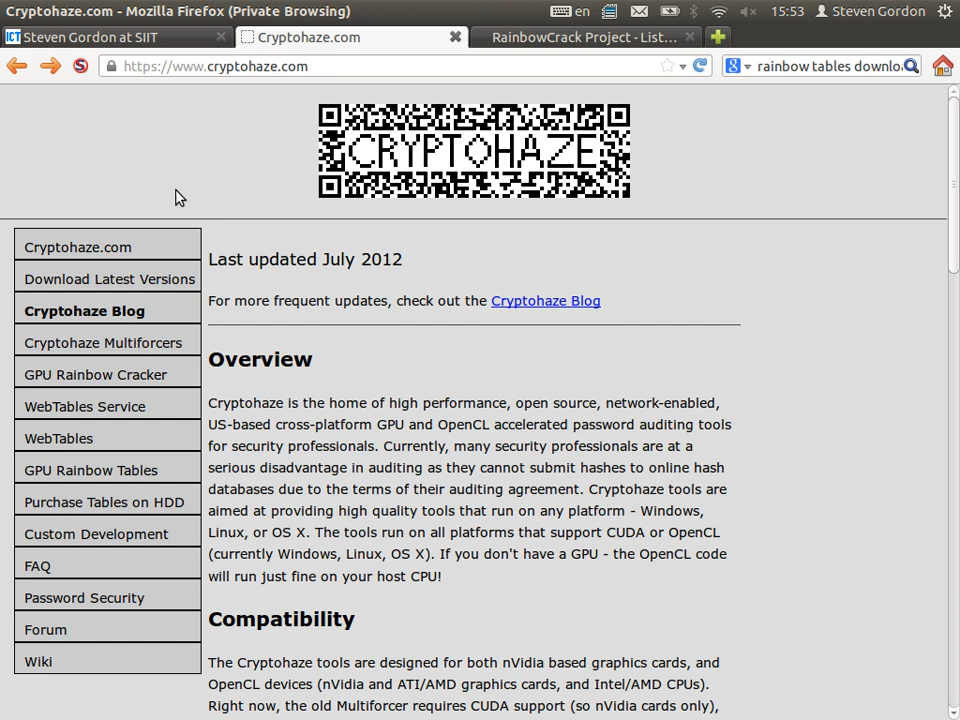 Cryptohaze.com - Mozilla Firefox (Private Browsing)
en
15:53
Steven Gordon
ICT Steven Gordon at SIIT
Cryptohaze.com
RainbowCrack Project - List...
https://www.cryptohaze.com
rainbow tables downlo
CRYPTOHAZE
Cryptohaze.com
Download Latest Versions
Cryptohaze Blog
Cryptohaze Multiforcers
GPU Rainbow Cracker
WebTables Service
WebTables
GPU Rainbow Tables
Purchase Tables on HDD
Custom Development
FAQ
Password Security
Forum
Wiki
Last updated July 2012
For more frequent updates, check out the Cryptohaze Blog
Overview
Cryptohaze is the home of high performance, open source, network-enabled,
US-based cross-platform GPU and OpenCL accelerated password auditing tools
for security professionals. Currently, many security professionals are at a
serious disadvantage in auditing as they cannot submit hashes to online hash
databases due to the terms of their auditing agreement. Cryptohaze tools are
aimed at providing high quality tools that run on any platform - Windows,
Linux, or OS X. The tools run on all platforms that support CUDA or OpenCL
(currently Windows, Linux, OS X). If you don't have a GPU - the OpenCL code
will run just fine on your host CPU!
Compatibility
The Cryptohaze tools are designed for both nVidia based graphics cards, and
OpenCL devices (nVidia and ATI/AMD graphics cards, and Intel/AMD CPUs).
Right now, the old Multiforcer requires CUDA support (so nVidia cards only),